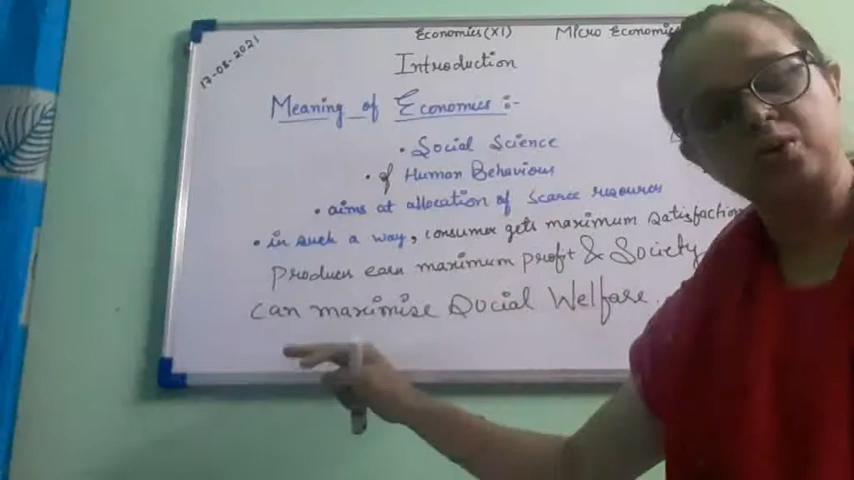 17-08-2021
Economics (XI) Micro Economics
Introduction
Meaning of Economics :-
• Social Science
• of Human Behaviour
• aims at allocation of scarce resources
• in such a way, consumer gets maximum satisfaction
Producer earn maximum profit & Society
can maximise Social Welfare.